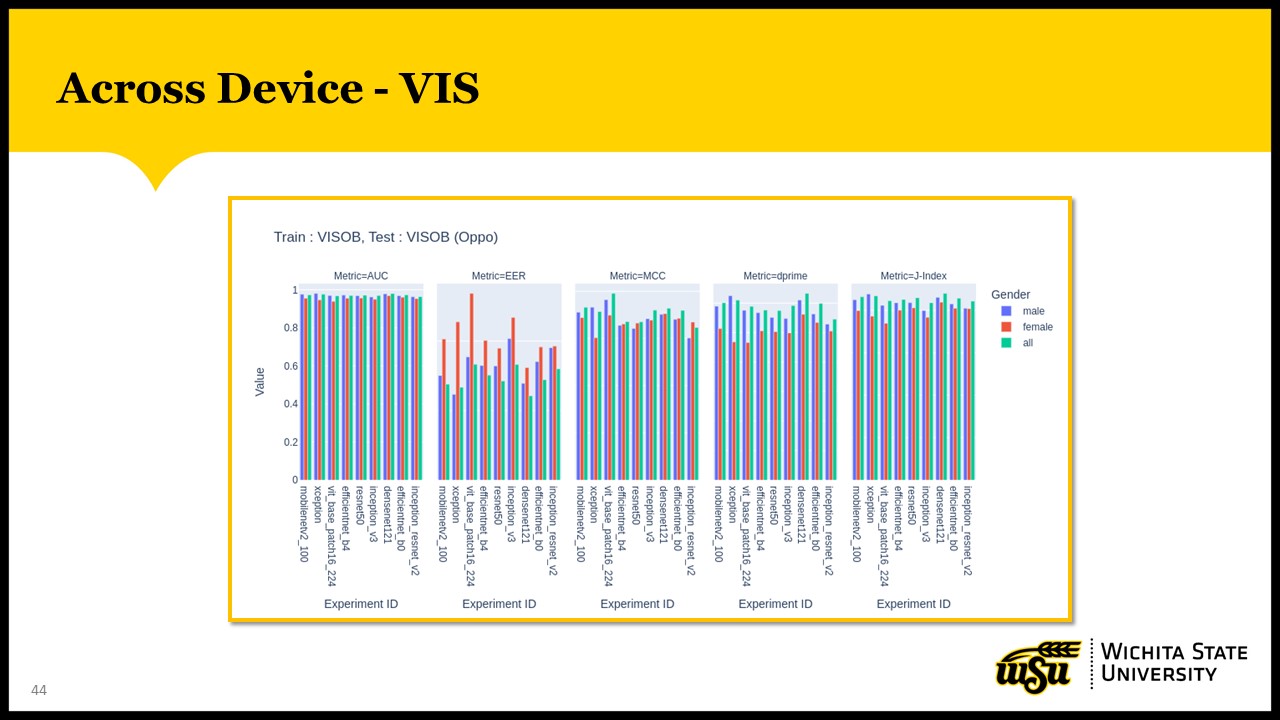 Across Device - VIS
Train : VISOB, Test : VISOB (Oppo)
Metric=AUC
Metric=EER
Metric=MCC
Metric=dprime
Metric=J-Index
Gender
male
female
all
Value
1
0.8
0.6
0.4
0.2
0
mobilenetv2_100
xception
vit_base_patch16_224
efficientnet_b4
resnet50
inception_v3
densenet121
efficientnet_b0
inception_resnet_v2
mobilenetv2_100
xception
vit_base_patch16_224
efficientnet_b4
resnet50
inception_v3
densenet121
efficientnet_b0
inception_resnet_v2
mobilenetv2_100
xception
vit_base_patch16_224
efficientnet_b4
resnet50
inception_v3
densenet121
efficientnet_b0
inception_resnet_v2
mobilenetv2_100
xception
vit_base_patch16_224
efficientnet_b4
resnet50
inception_v3
densenet121
efficientnet_b0
inception_resnet_v2
mobilenetv2_100
xception
vit_base_patch16_224
efficientnet_b4
resnet50
inception_v3
densenet121
efficientnet_b0
inception_resnet_v2
Experiment ID
Experiment ID
Experiment ID
Experiment ID
Experiment ID
44
WSU
WICHITA STATE
UNIVERSITY